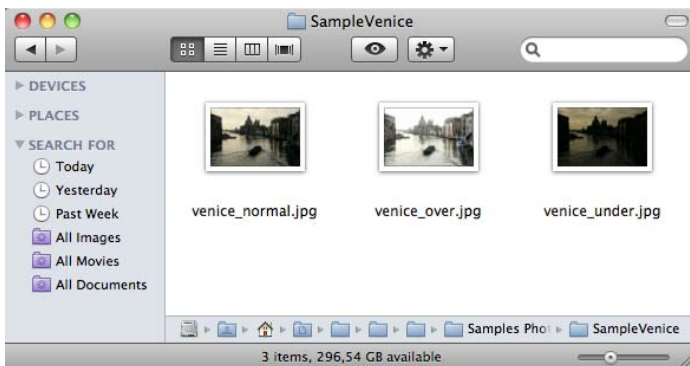 SampleVenice
DEVICES
PLACES
SEARCH FOR
Today
Yesterday
Past Week
All Images
All Movies
All Documents
venice_normal.jpg
venice_over.jpg
venice_under.jpg
Samples Phot SampleVenice
3 items, 296,54 GB available